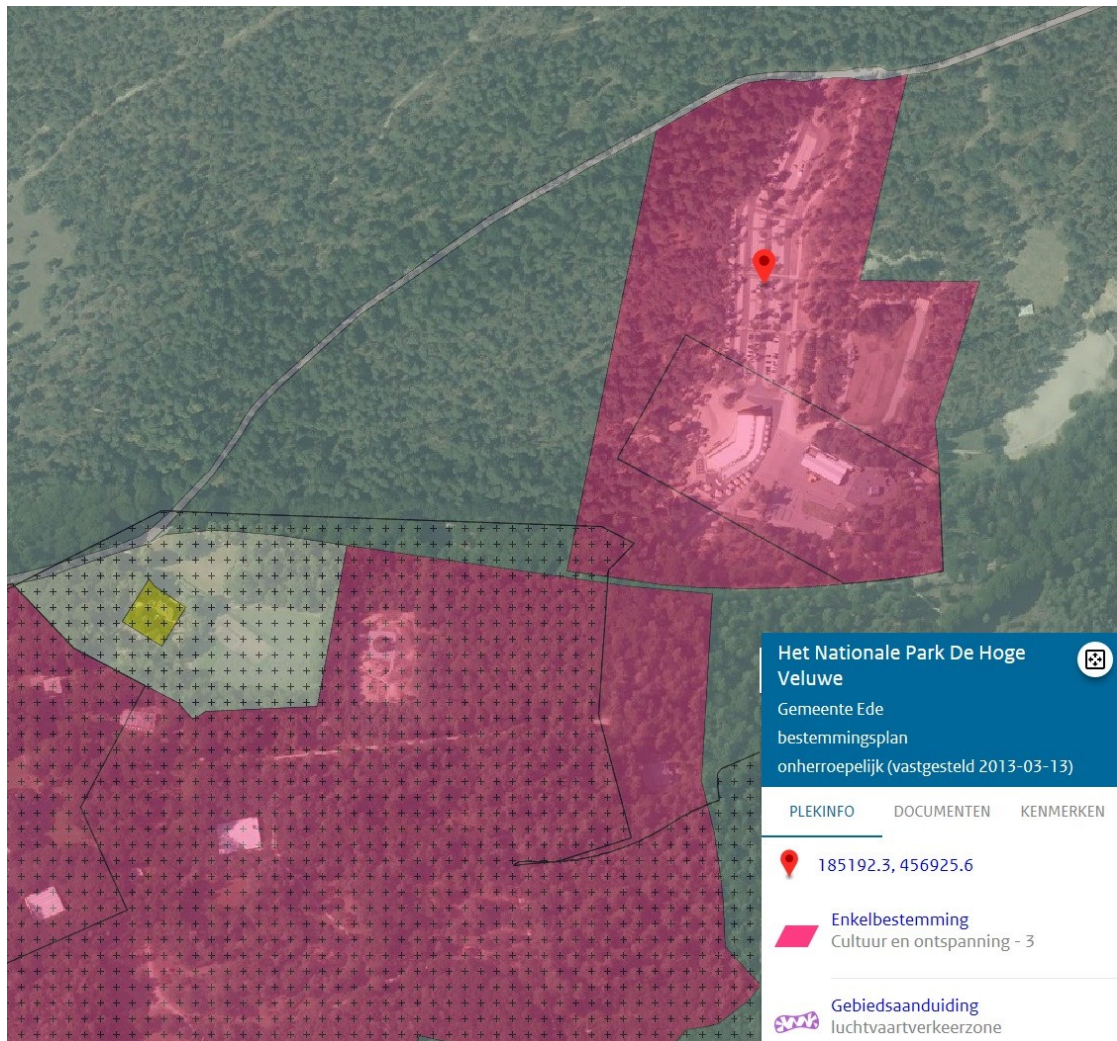 Het Nationale Park De Hoge
Veluwe
Gemeente Ede
bestemmingsplan
onherroepelijk (vastgesteld 2013-03-13)
PLEKINFO DOCUMENTEN KENMERKEN
185192.3, 456925.6
Enkelbestemming
Cultuur en ontspanning - 3
Gebiedsaanduiding
luchtvaartverkeerzone